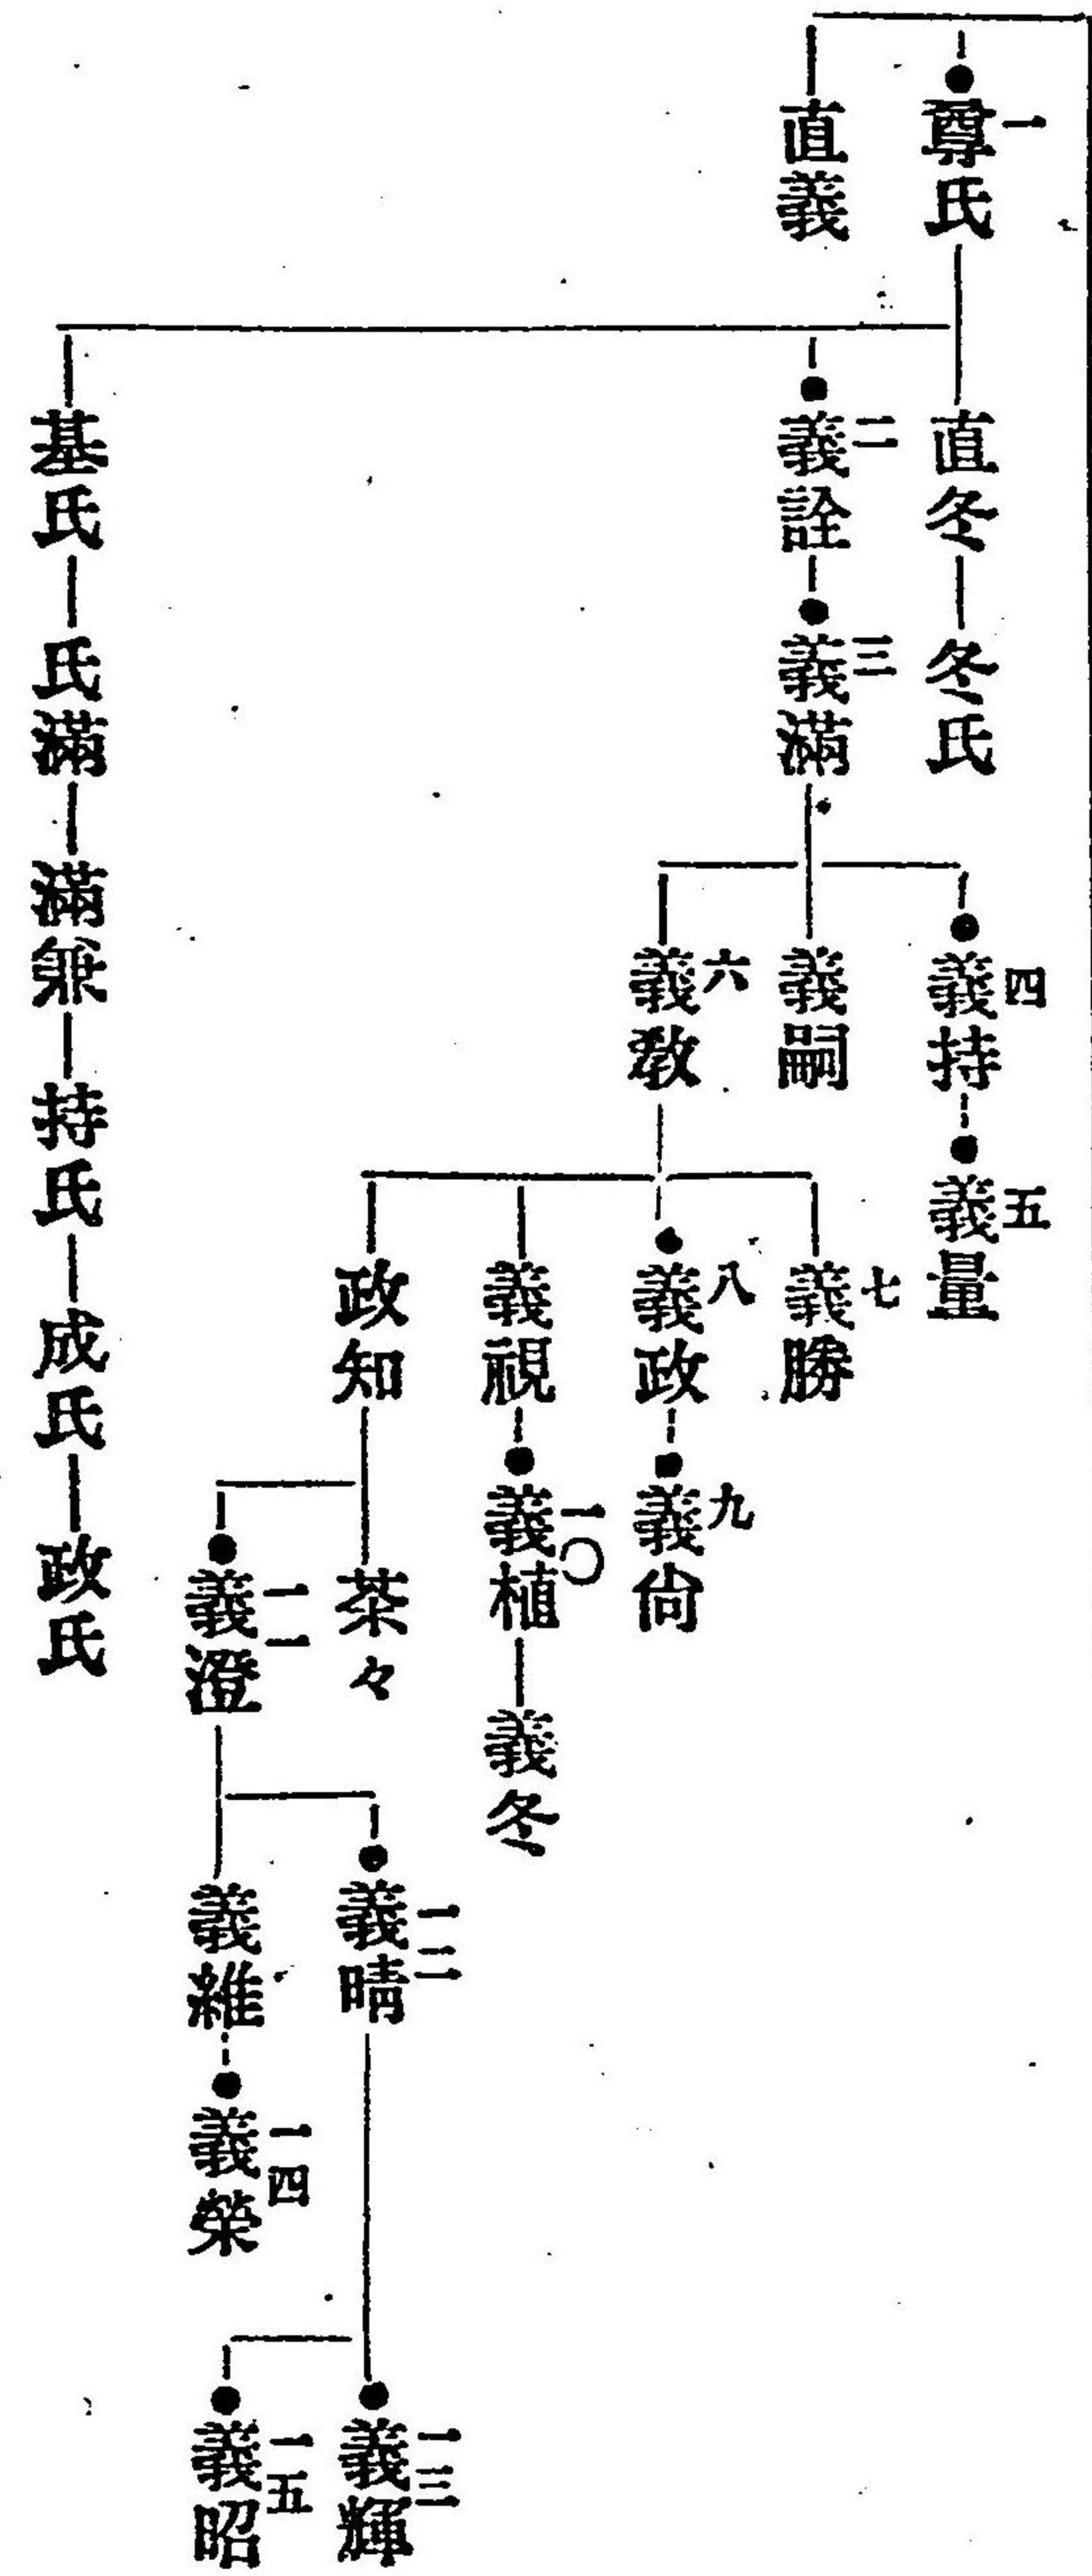 一
尊氏
直冬
冬氏
四
義持
五
義量
直義
二
義詮
三
義滿
義嗣
七
義勝
六
義敎
八
義政
九
義尙
義視
一〇
義植
義冬
政知
茶々
一二
義晴
一三
義輝
一一
義澄
義維
一四
義榮
一五
義昭
基氏
氏滿
滿兼
持氏
成氏
政氏